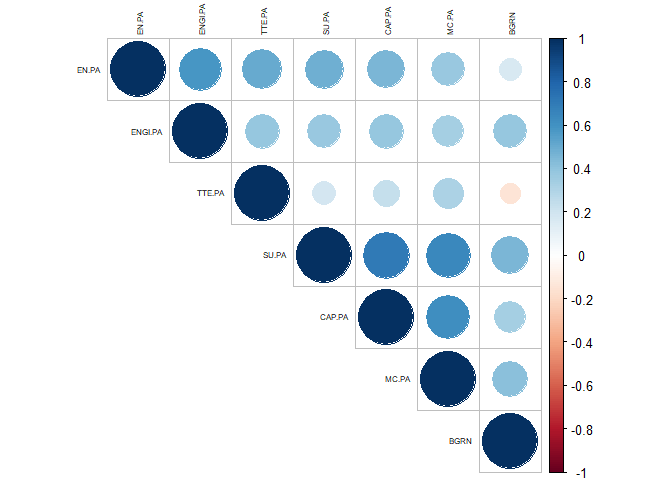 EN.PA
ENGI.PA
TTE.PA
SU.PA
CAP.PA
MC.PA
BGRN
EN.PA
ENGI.PA
TTE.PA
SU.PA
CAP.PA
MC.PA
BGRN
1
0.8
0.6
0.4
0.2
0
-0.2
-0.4
-0.6
-0.8
-1